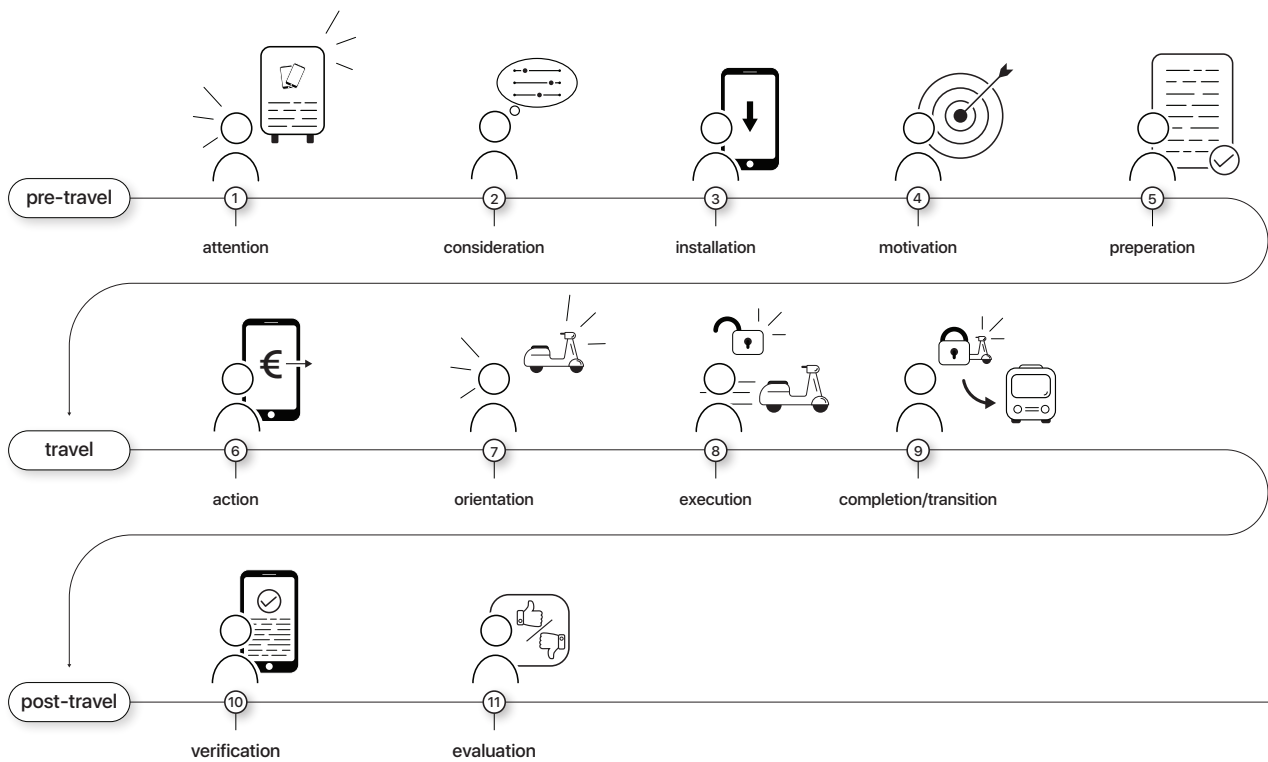 pre-travel
1
2
3
4
5
attention
consideration
installation
motivation
preperation
€
travel
6
7
8
9
action
orientation
execution
completion/transition
post-travel
10
11
verification
evaluation